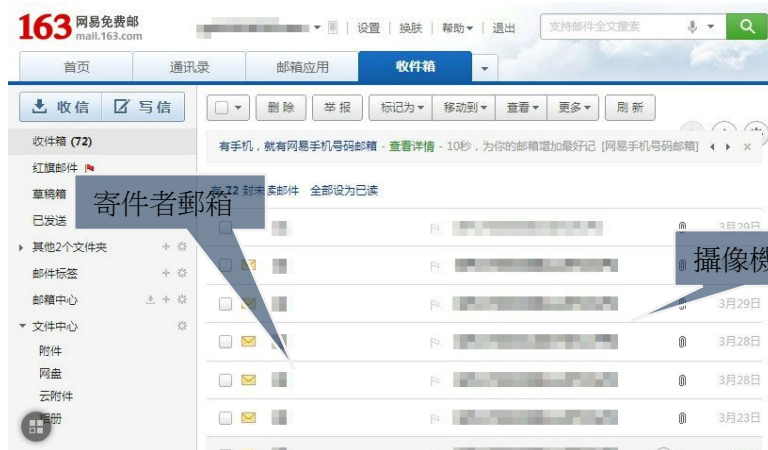 163 网易免费邮
mail.163.com
设置 | 换肤 | 帮助 | 退出
支持邮件全文搜索
首页 通讯录 邮箱应用 收件箱
收信 写信
删除 举报 标记为 移动到 查看 更多 刷新
收件箱 (72)
有手机，就有网易手机号码邮箱 - 查看详情 - 10秒，为你的邮箱增加最好记 [网易手机号码邮箱]
红旗邮件
草稿箱
72 封未读邮件 全部设为已读
寄件者郵箱
已发送
3月29日
其他2个文件夹
攝像機
邮件标签
邮箱中心
3月29日
文件中心
附件
3月28日
网盘
3月28日
云附件
3月23日